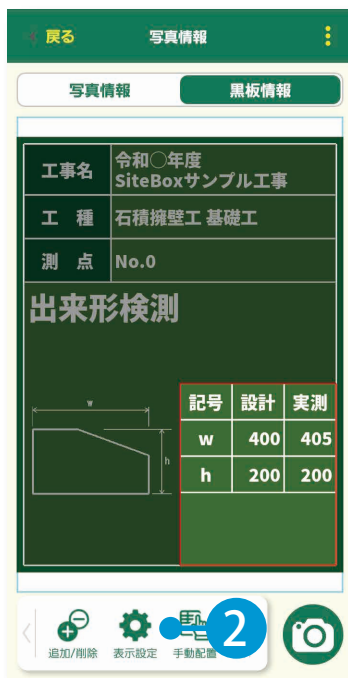 戻る 写真情報
写真情報 黒板情報
工事名 令和○年度
SiteBoxサンプル工事
工 種 石積擁壁工 基礎工
測 点 No.0
出来形検測
記号 設計 実測
w 400 405
h 200 200
w
h
追加/削除 表示設定 手動配置
2